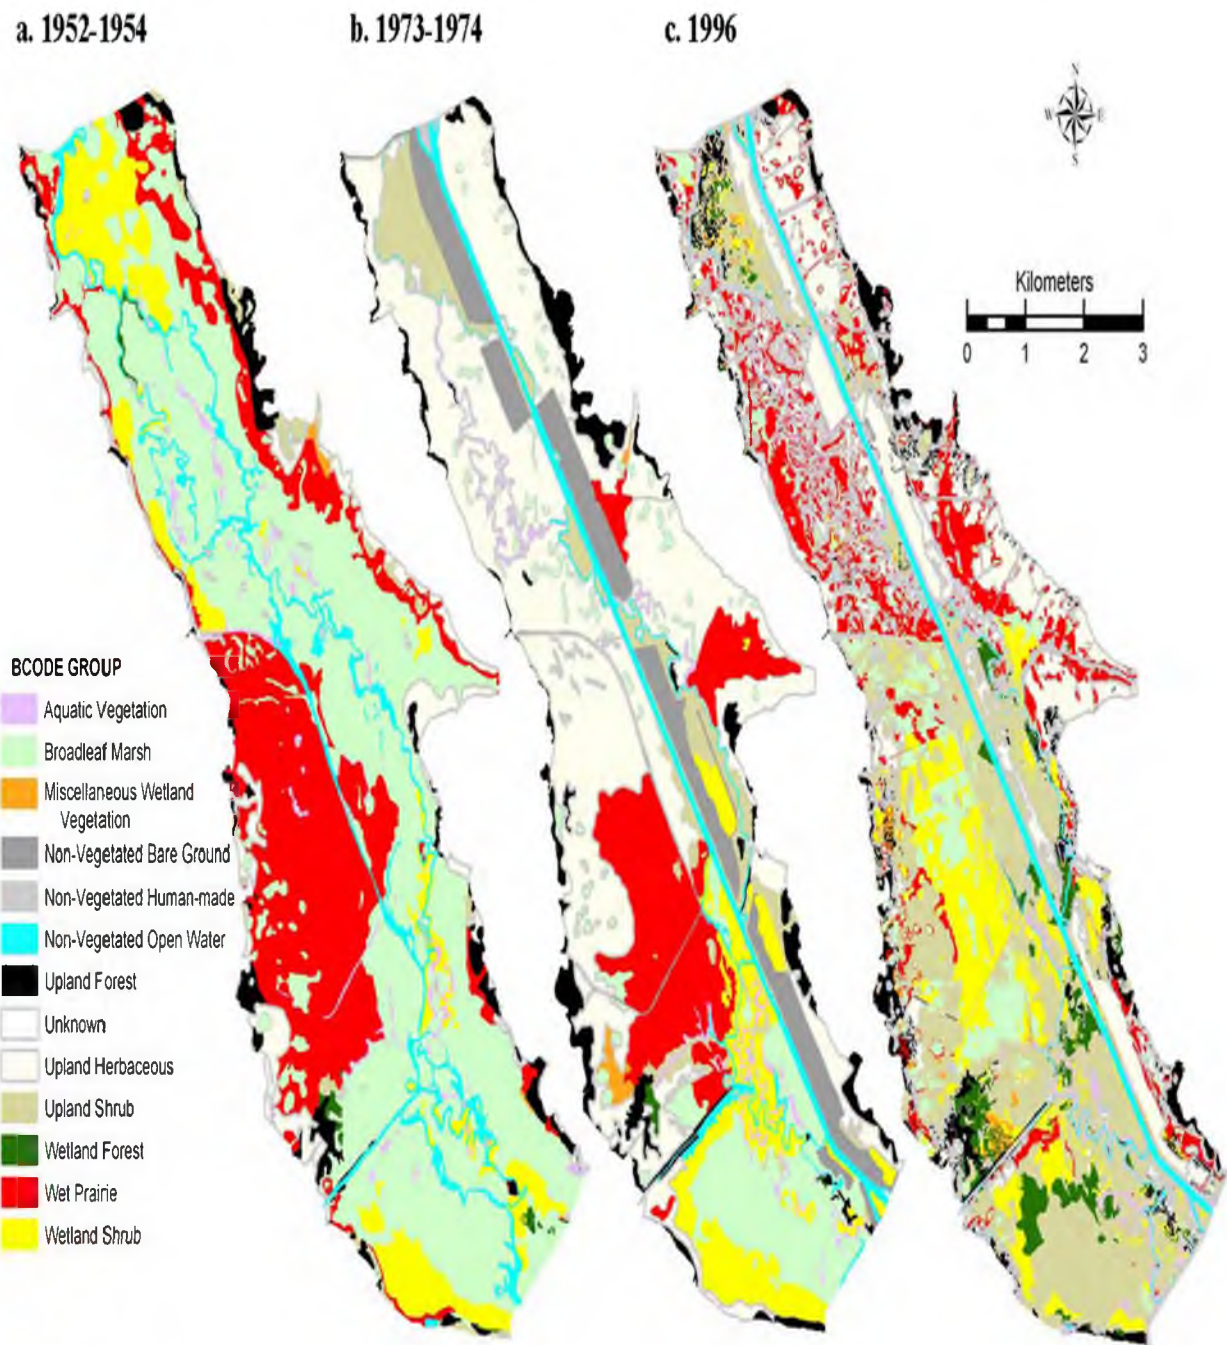 a. 1952-1954
b. 1973-1974
c. 1996
N
W
E
S
Kilometers
0 1 2 3
BCODE GROUP
Aquatic Vegetation
Broadleaf Marsh
Miscellaneous Wetland
Vegetation
Non-Vegetated Bare Ground
Non-Vegetated Human-made
Non-Vegetated Open Water
Upland Forest
Unknown
Upland Herbaceous
Upland Shrub
Wetland Forest
Wet Prairie
Wetland Shrub